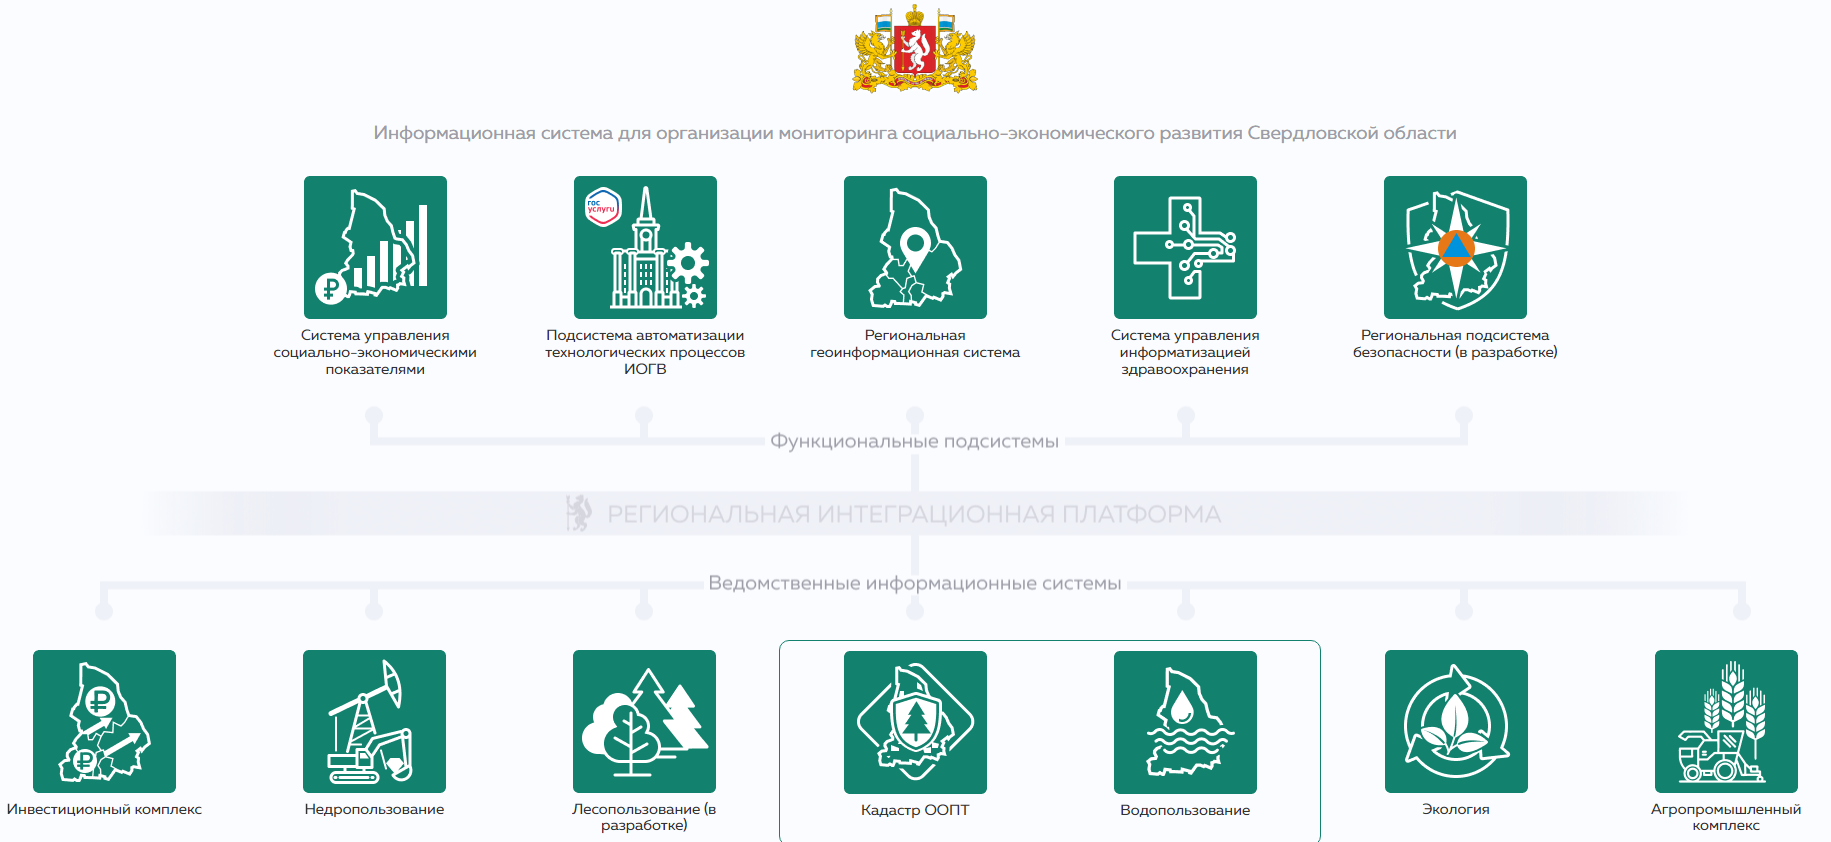 Информационная система для организации мониторинга социально-экономического развития Свердловской области
гос
услуги
Система управления
социально-экономическими
показателями
Подсистема автоматизации
технологических процессов
ИОГВ
Региональная
геоинформационная система
Система управления
информатизацией
здравоохранения
Региональная подсистема
безопасности (в разработке)
Функциональные подсистемы
РЕГИОНАЛЬНАЯ ИНТЕГРАЦИОННАЯ ПЛАТФОРМА
Ведомственные информационные системы
Инвестиционный комплекс
Недропользование
Лесопользование (в
разработке)
Кадастр ООПТ
Водопользование
Экология
Агропромышленный
комплекс